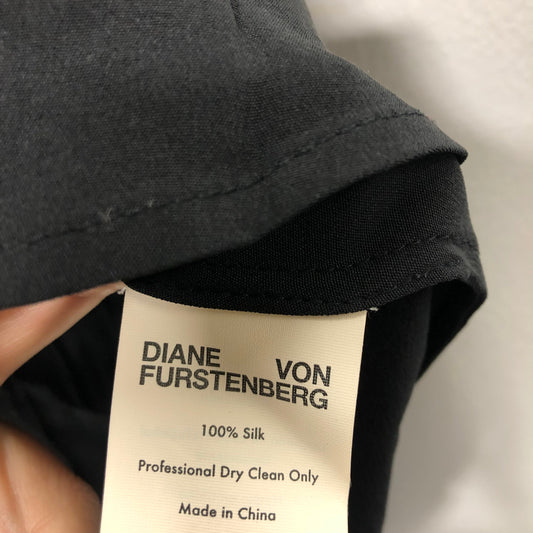 DIANE VON
FURSTENBERG
100% Silk
Professional Dry Clean Only
Made in China